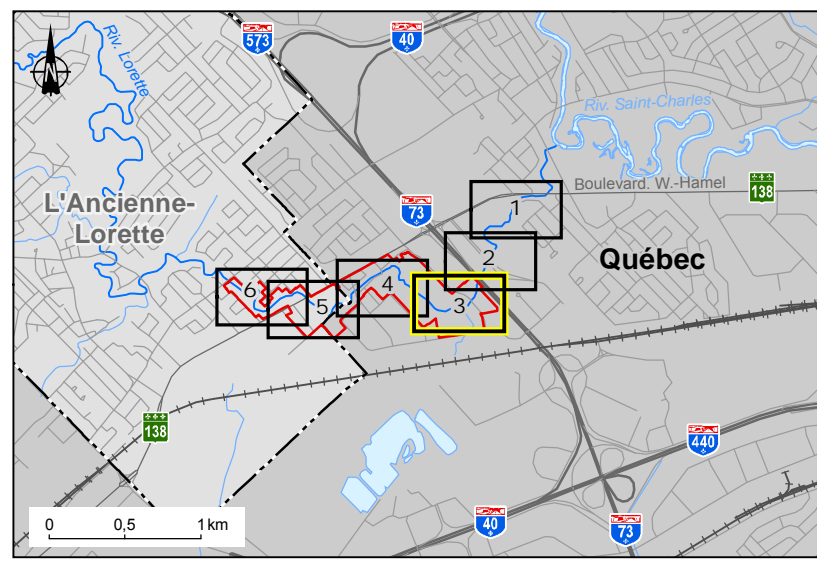 573
40
Riv. Lorette
N
Riv. Saint-Charles
Boulevard. W.-Hamel
138
L'Ancienne-
Lorette
73
1
2
Québec
6
5
4
3
138
440
0 0,5 1 km
40
73